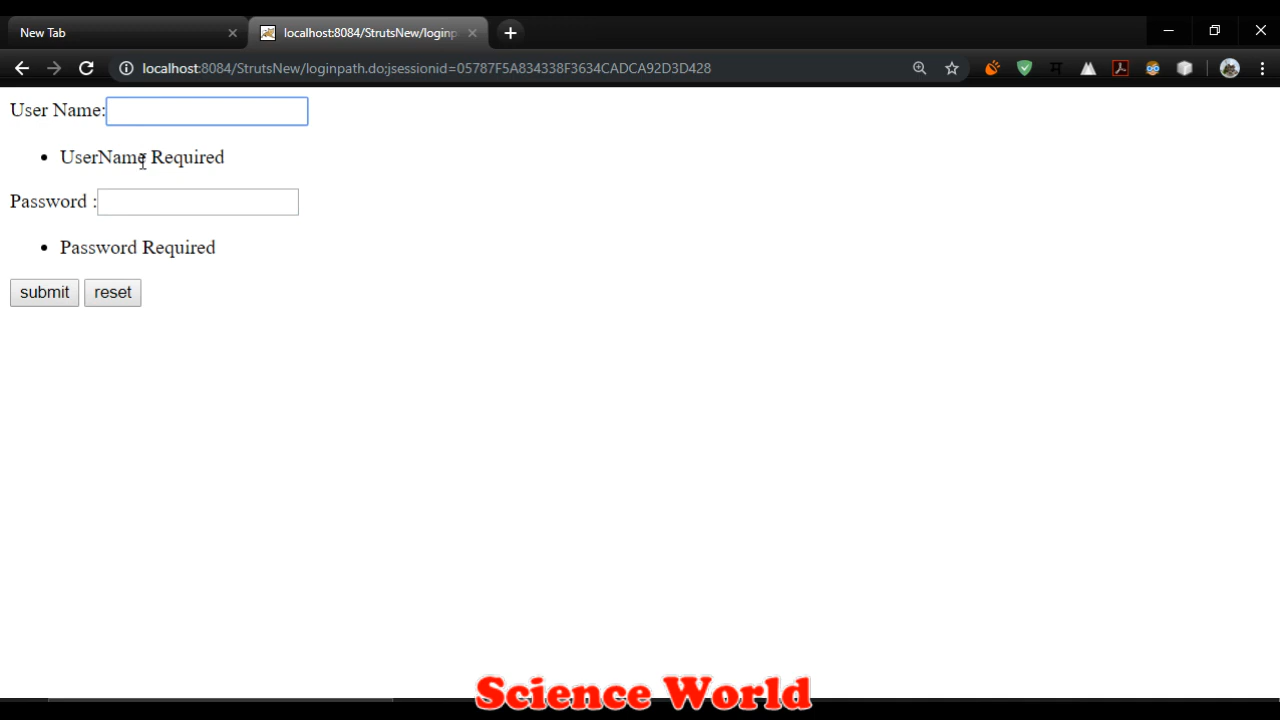 New Tab
localhost:8084/StrutsNew/loginp
localhost:8084/StrutsNew/loginpath.do;jsessionid=05787F5A834338F3634CADCA92D3D428
User Name:
UserName Required
Password :
Password Required
submit reset
Science World